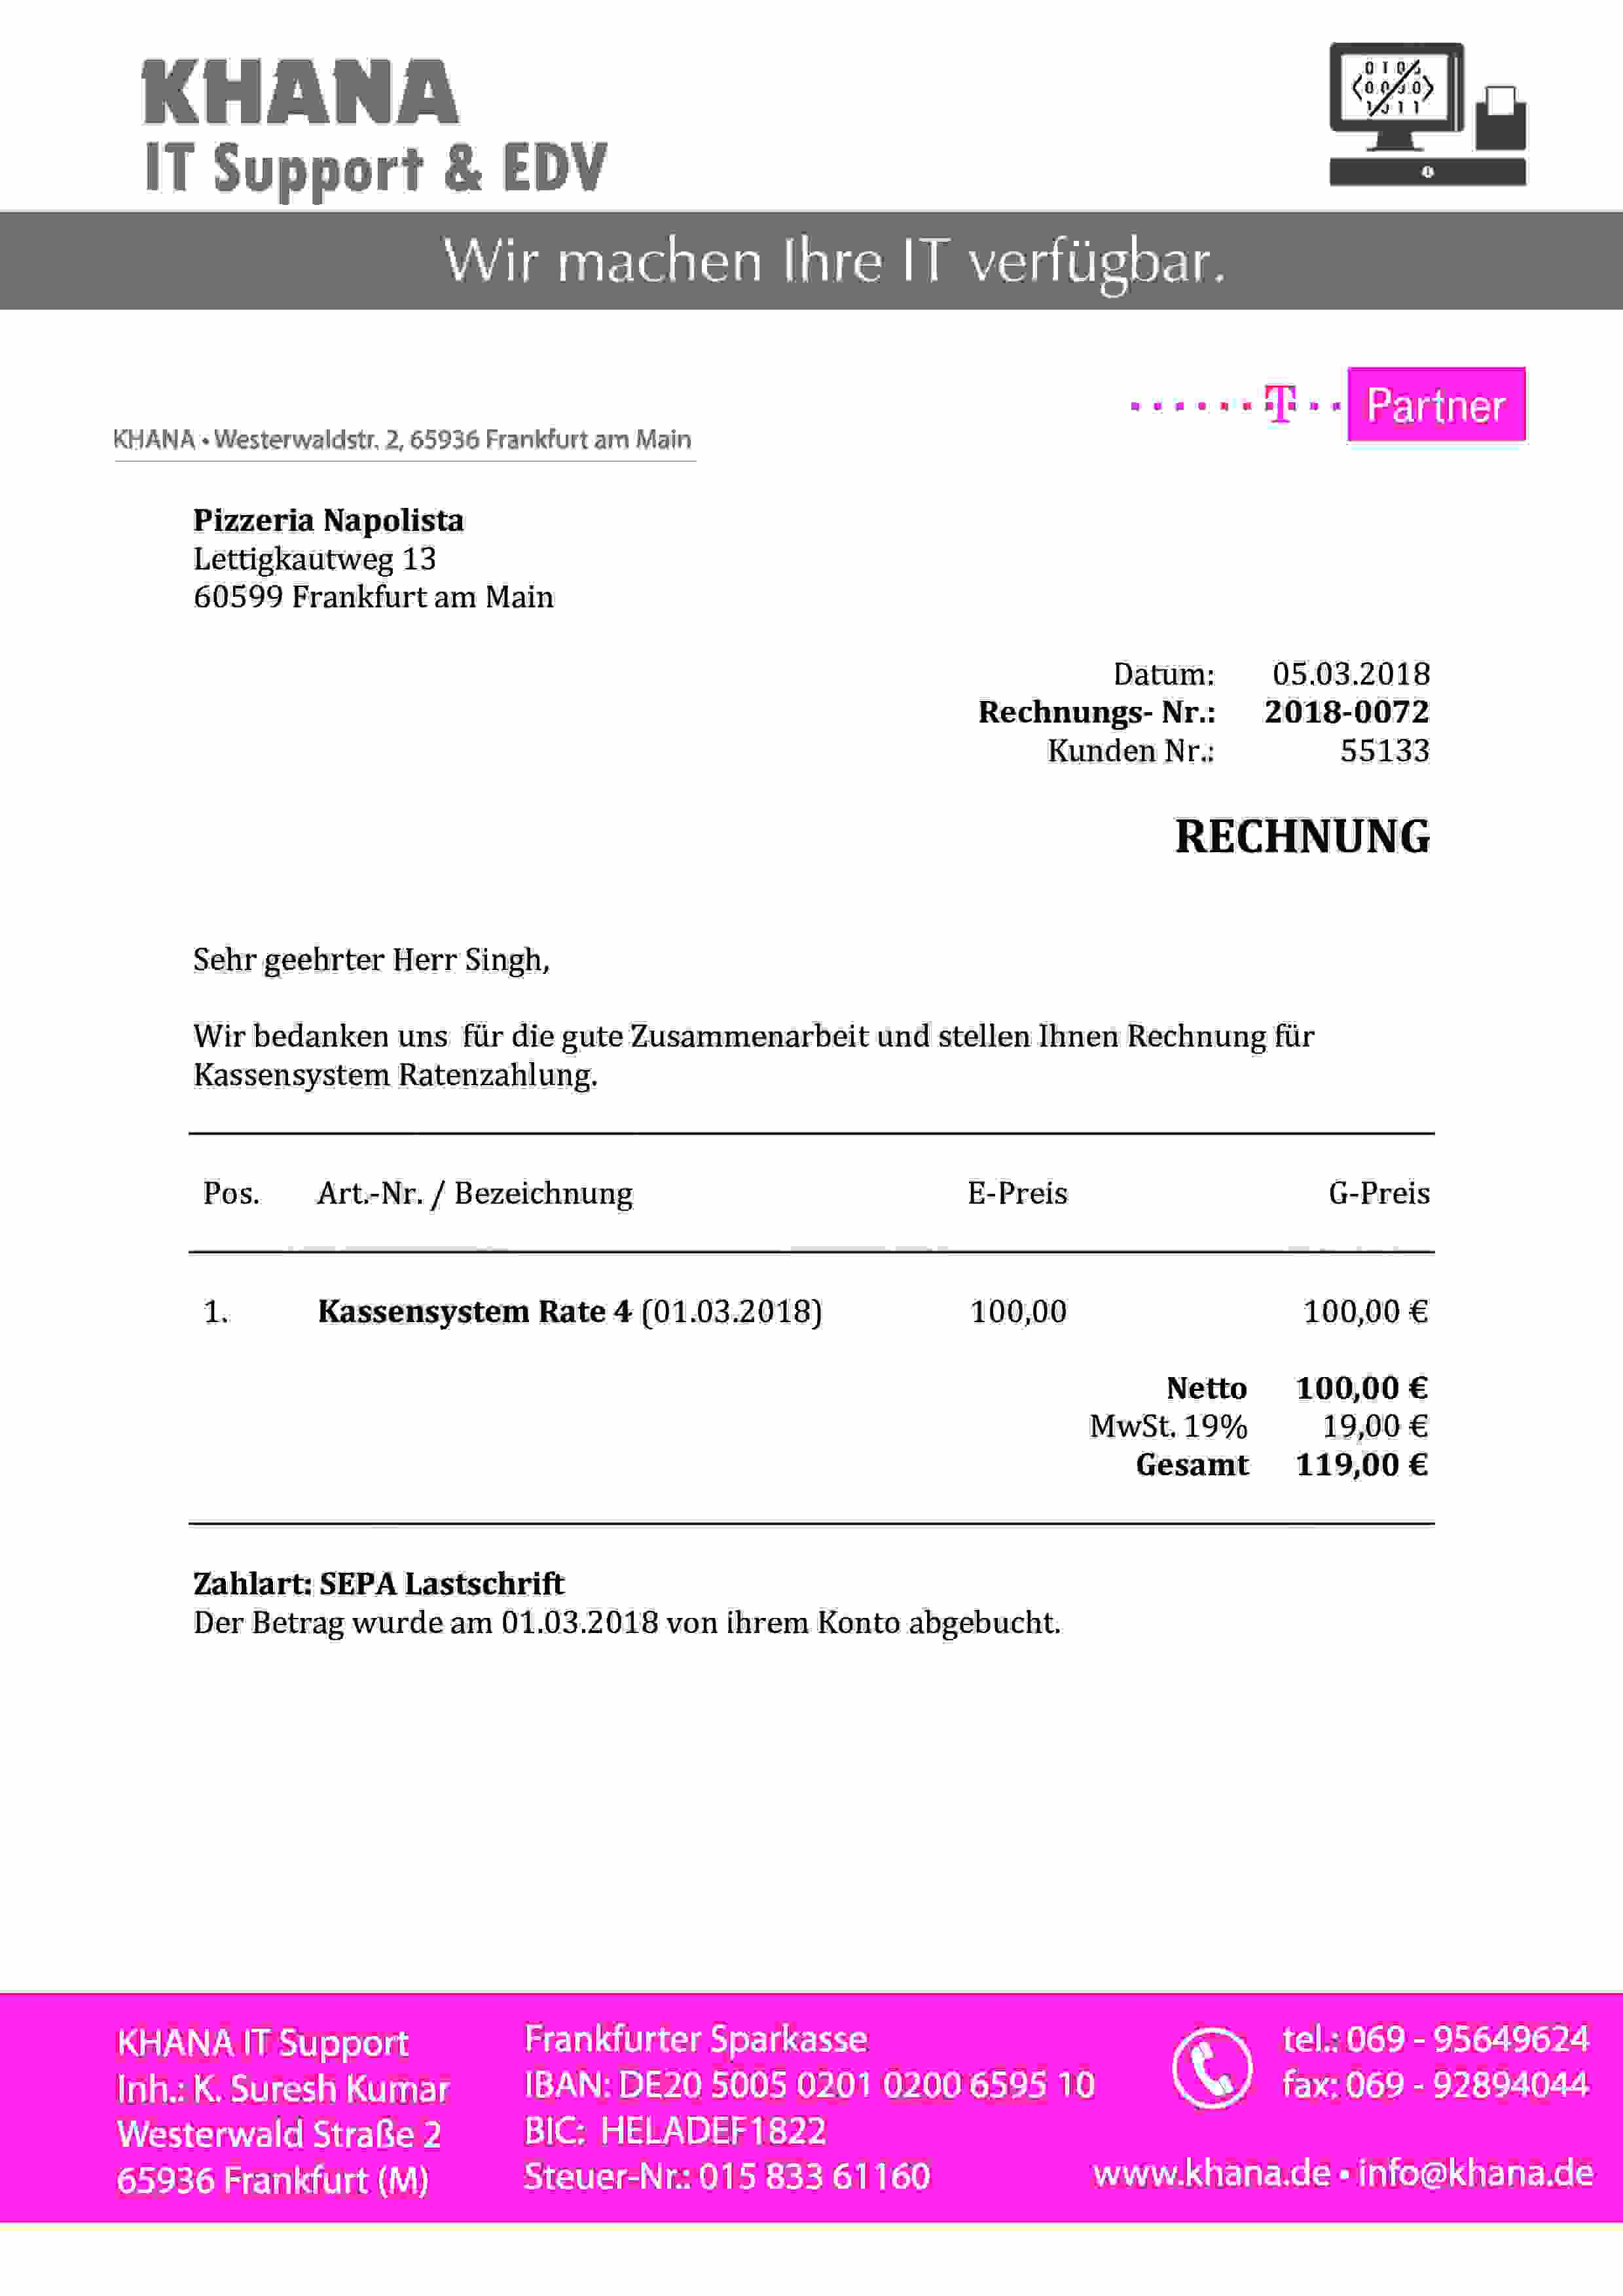 KHANA
IT Support & EDV
Wir machen Ihre IT verfügbar.
T Partner
KHANA • Westerwaldstr. 2, 65936 Frankfurt am Main
Pizzeria Napolista
Lettigkautweg 13
60599 Frankfurt am Main
Datum: 05.03.2018
Rechnungs- Nr.: 2018-0072
Kunden Nr.: 55133
RECHNUNG
Sehr geehrter Herr Singh,
Wir bedanken uns für die gute Zusammenarbeit und stellen Ihnen Rechnung für
Kassensystem Ratenzahlung.
Pos. Art.-Nr. / Bezeichnung E-Preis G-Preis
1. Kassensystem Rate 4 (01.03.2018) 100,00 100,00 €
Netto 100,00 €
MwSt. 19% 19,00 €
Gesamt 119,00 €
Zahlart: SEPA Lastschrift
Der Betrag wurde am 01.03.2018 von ihrem Konto abgebucht.
KHANA IT Support
Inh.: K. Suresh Kumar
Westerwald Straße 2
65936 Frankfurt (M)
Frankfurter Sparkasse
IBAN: DE20 5005 0201 0200 6595 10
BIC: HELADEF1822
Steuer-Nr.: 015 833 61160
tel.: 069 - 95649624
fax: 069 - 92894044
www.khana.de • info@khana.de